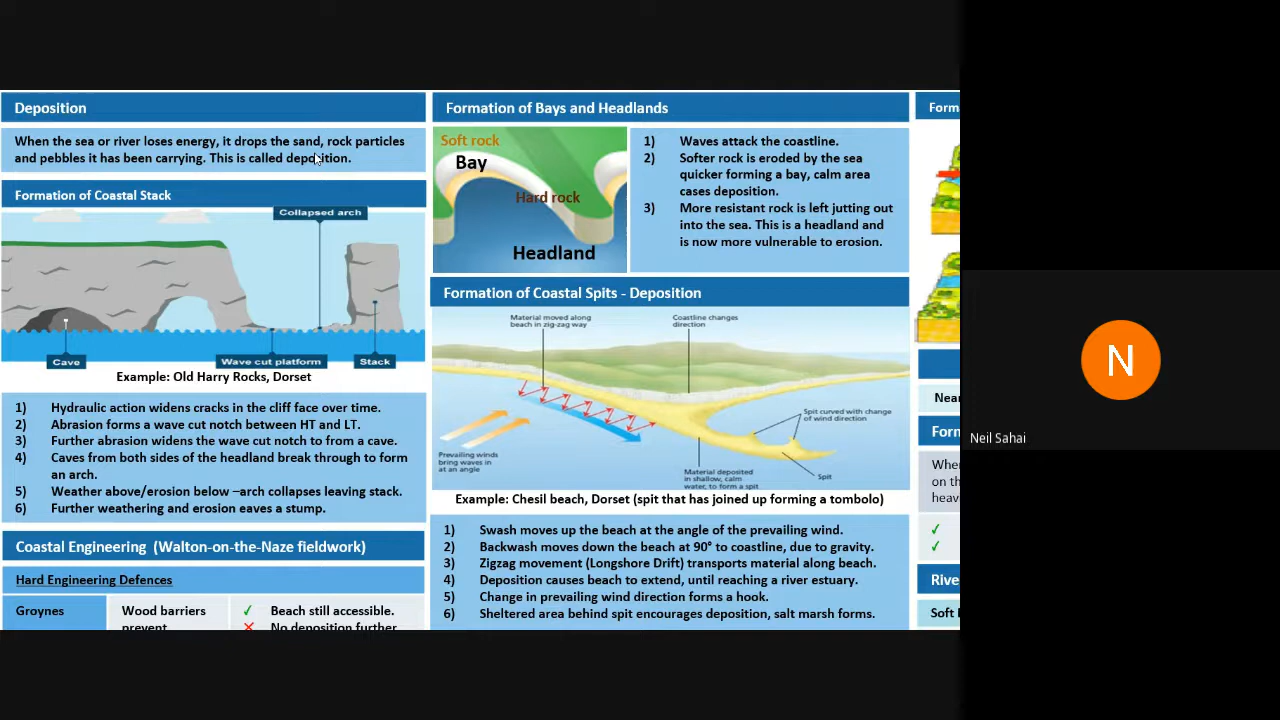 Deposition
When the sea or river loses energy, it drops the sand, rock particles
and pebbles it has been carrying. This is called deposition.
Formation of Coastal Stack
Collapsed arch
Cave
Wave cut platform
Stack
Example: Old Harry Rocks, Dorset
1) Hydraulic action widens cracks in the cliff face over time.
2) Abrasion forms a wave cut notch between HT and LT.
3) Further abrasion widens the wave cut notch to from a cave.
4) Caves from both sides of the headland break through to form
an arch.
5) Weather above/erosion below –arch collapses leaving stack.
6) Further weathering and erosion eaves a stump.
Coastal Engineering (Walton-on-the-Naze fieldwork)
Hard Engineering Defences
Groynes
Wood barriers
prevent
✓ Beach still accessible.
✕ No deposition further
Formation of Bays and Headlands
Soft rock
Bay
Hard rock
Headland
1) Waves attack the coastline.
2) Softer rock is eroded by the sea
quicker forming a bay, calm area
cases deposition.
3) More resistant rock is left jutting out
into the sea. This is a headland and
is now more vulnerable to erosion.
Formation of Coastal Spits - Deposition
Material moved along
beach in zig-zag way
Coastline changes
direction
Spit curved with change
of wind direction
Prevailing winds
bring waves in
at an angle
Material deposited
in shallow, calm
water, to form a spit
Spit
Example: Chesil beach, Dorset (spit that has joined up forming a tombolo)
1) Swash moves up the beach at the angle of the prevailing wind.
2) Backwash moves down the beach at 90° to coastline, due to gravity.
3) Zigzag movement (Longshore Drift) transports material along beach.
4) Deposition causes beach to extend, until reaching a river estuary.
5) Change in prevailing wind direction forms a hook.
6) Sheltered area behind spit encourages deposition, salt marsh forms.
Form
Near
Form
When
on th
heav
✓
✓
Rive
Soft
N
Neil Sahai